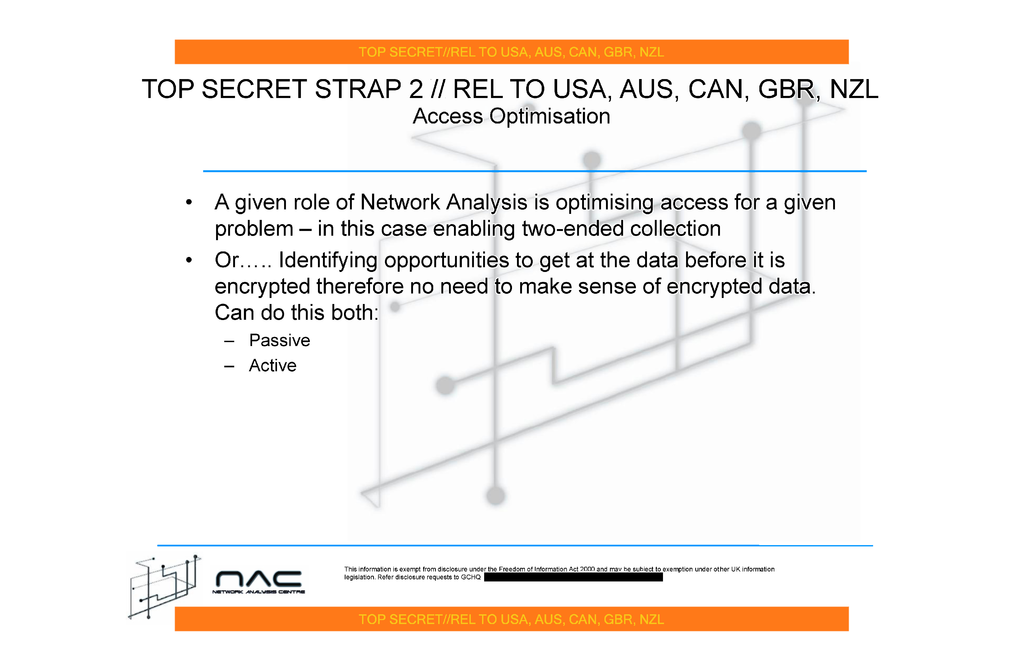 TOP SECRET//REL TO USA, AUS, CAN, GBR, NZL
TOP SECRET STRAP 2 // REL TO USA, AUS, CAN, GBR, NZL
Access Optimisation
• A given role of Network Analysis is optimising access for a given
problem – in this case enabling two-ended collection
• Or….. Identifying opportunities to get at the data before it is
encrypted therefore no need to make sense of encrypted data.
Can do this both:
– Passive
– Active
NAC
NETWORK ANALYSIS CENTRE
This information is exempt from disclosure under the Freedom of Information Act 2000 and may be subject to exemption under other UK information
legislation. Refer disclosure requests to GCHQ
TOP SECRET//REL TO USA, AUS, CAN, GBR, NZL